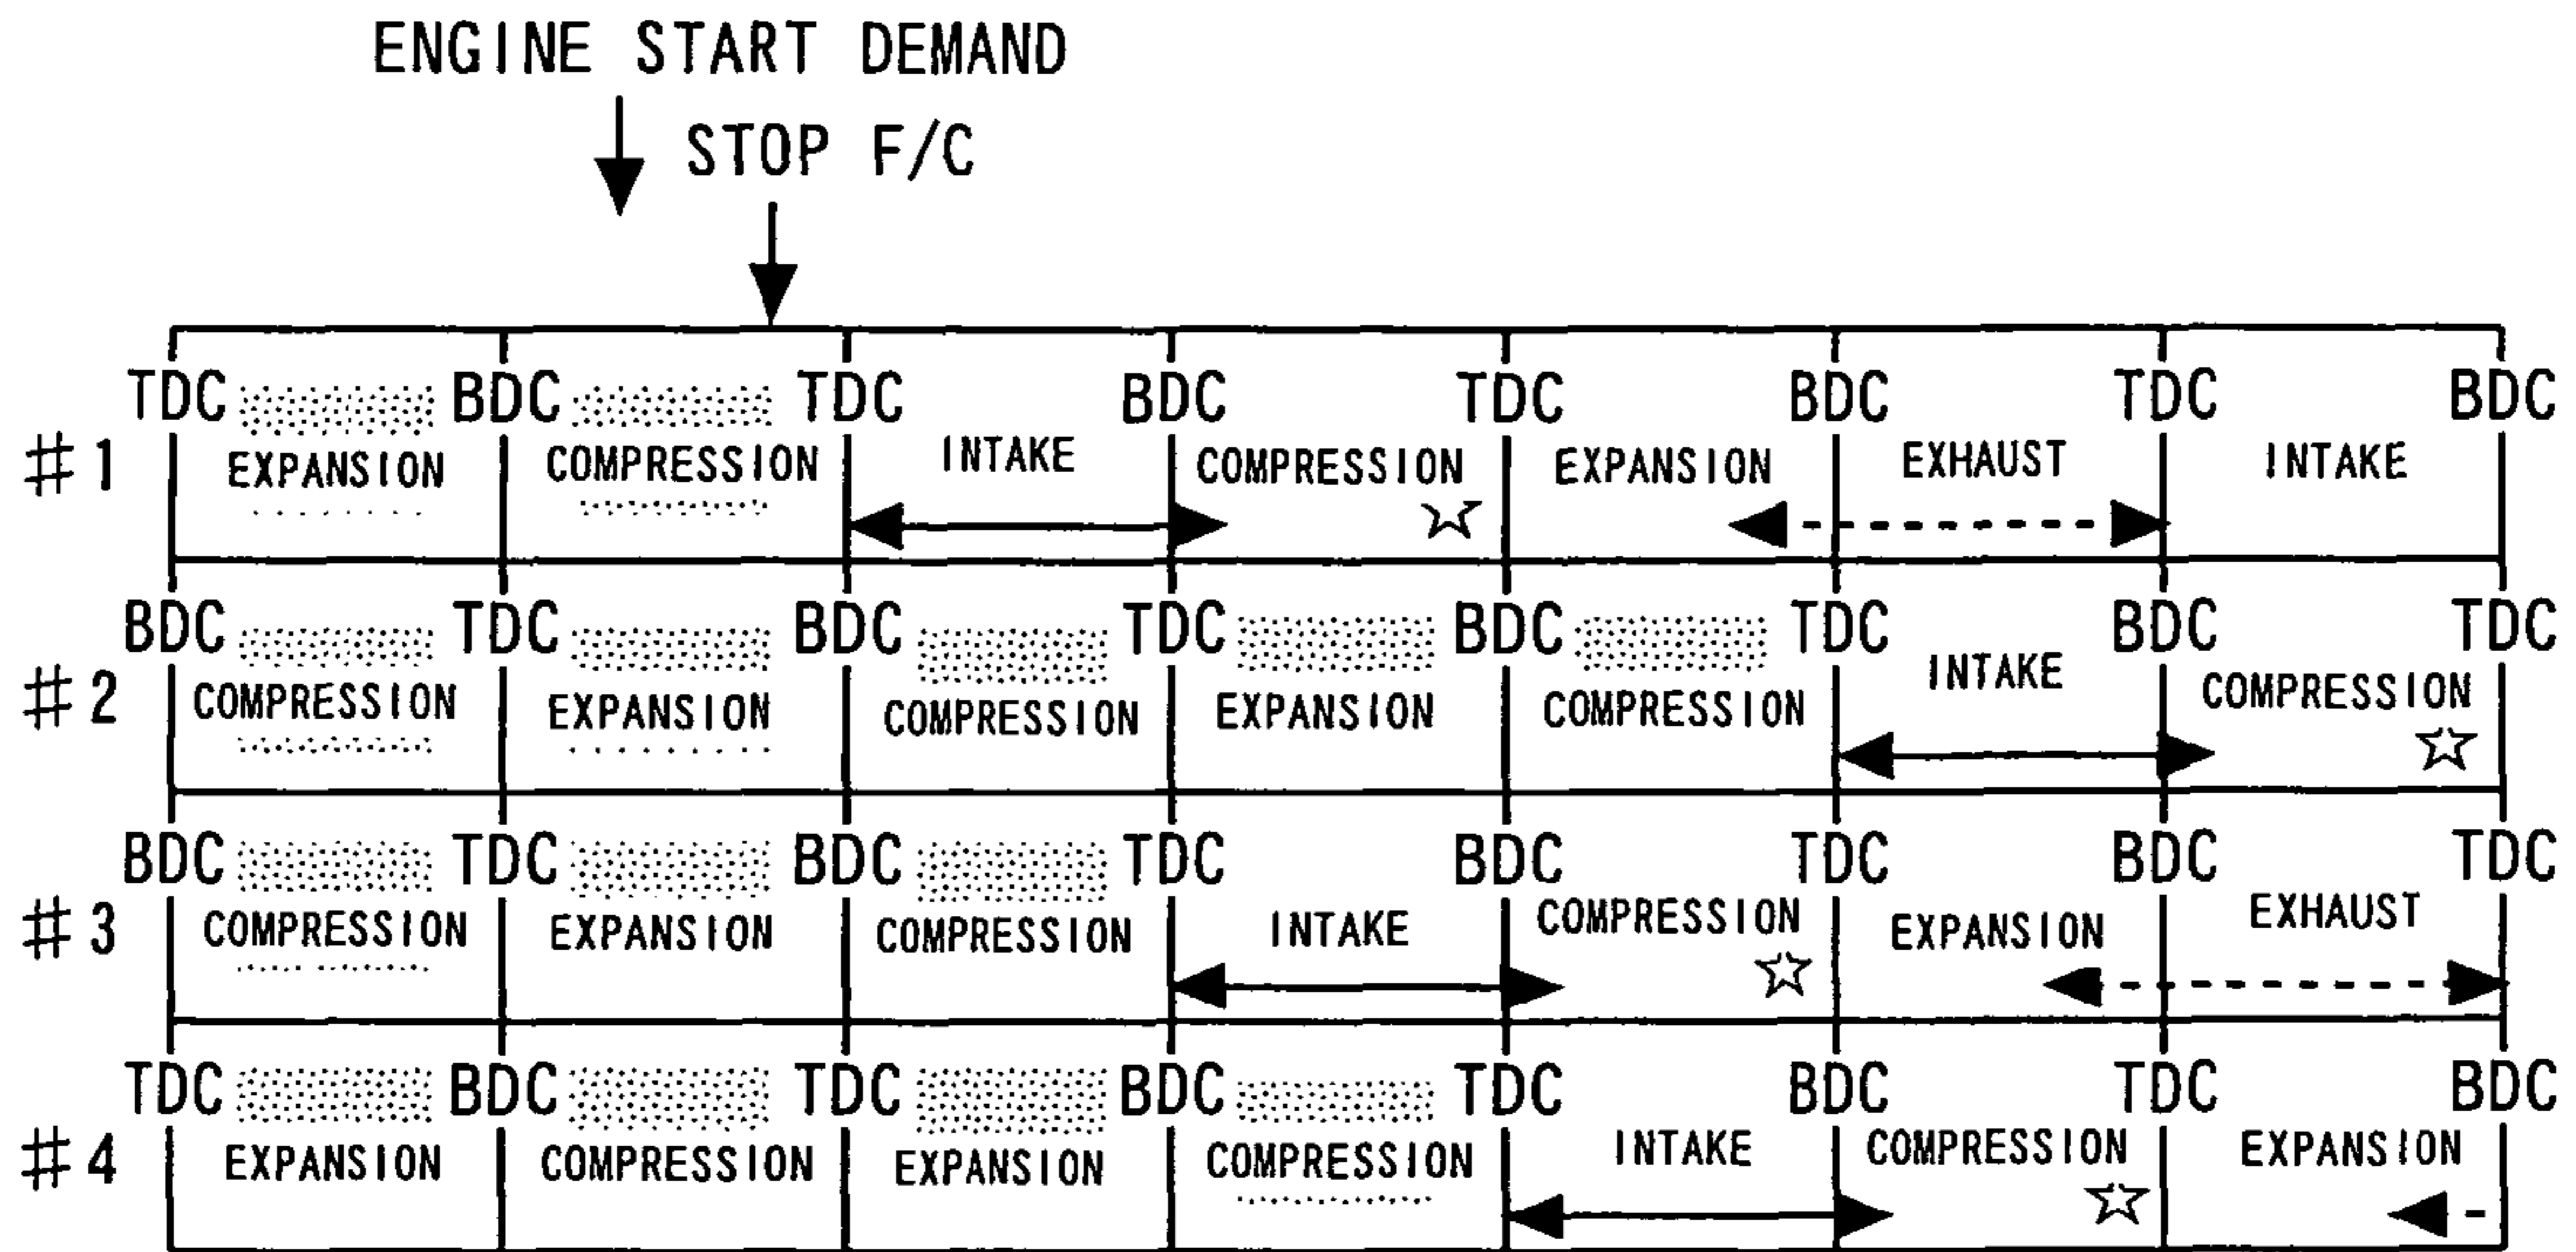 ENGINE START DEMAND
STOP F/C
TDC BDC TDC BDC TDC BDC TDC BDC
#1 EXPANSION COMPRESSION INTAKE COMPRESSION EXPANSION EXHAUST INTAKE
BDC TDC BDC TDC BDC TDC BDC TDC
#2 COMPRESSION EXPANSION COMPRESSION EXPANSION COMPRESSION INTAKE COMPRESSION
BDC TDC BDC TDC BDC TDC BDC TDC
#3 COMPRESSION EXPANSION COMPRESSION INTAKE COMPRESSION EXPANSION EXHAUST
TDC BDC TDC BDC TDC BDC TDC BDC
#4 EXPANSION COMPRESSION EXPANSION COMPRESSION INTAKE COMPRESSION EXPANSION